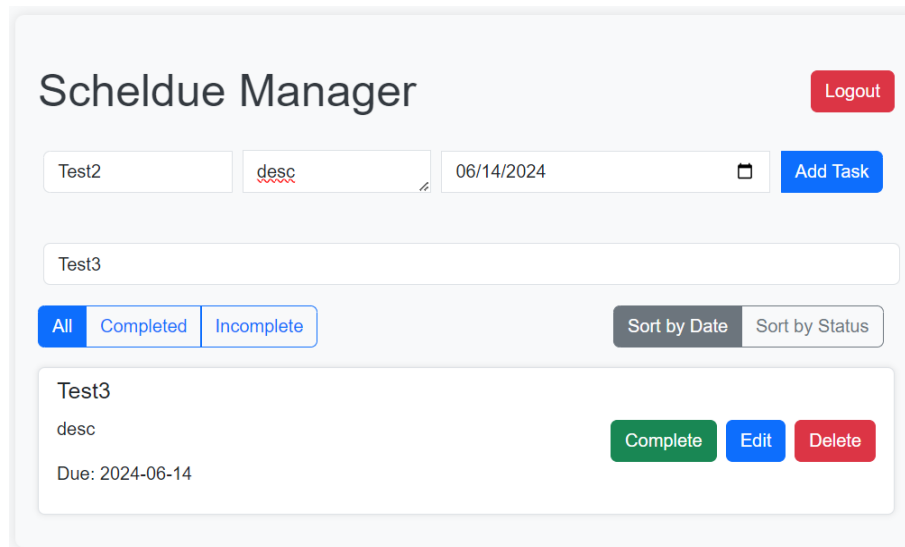 Scheldue Manager
Logout
Test2
desc
06/14/2024
Add Task
Test3
All
Completed
Incomplete
Sort by Date
Sort by Status
Test3
desc
Complete
Edit
Delete
Due: 2024-06-14